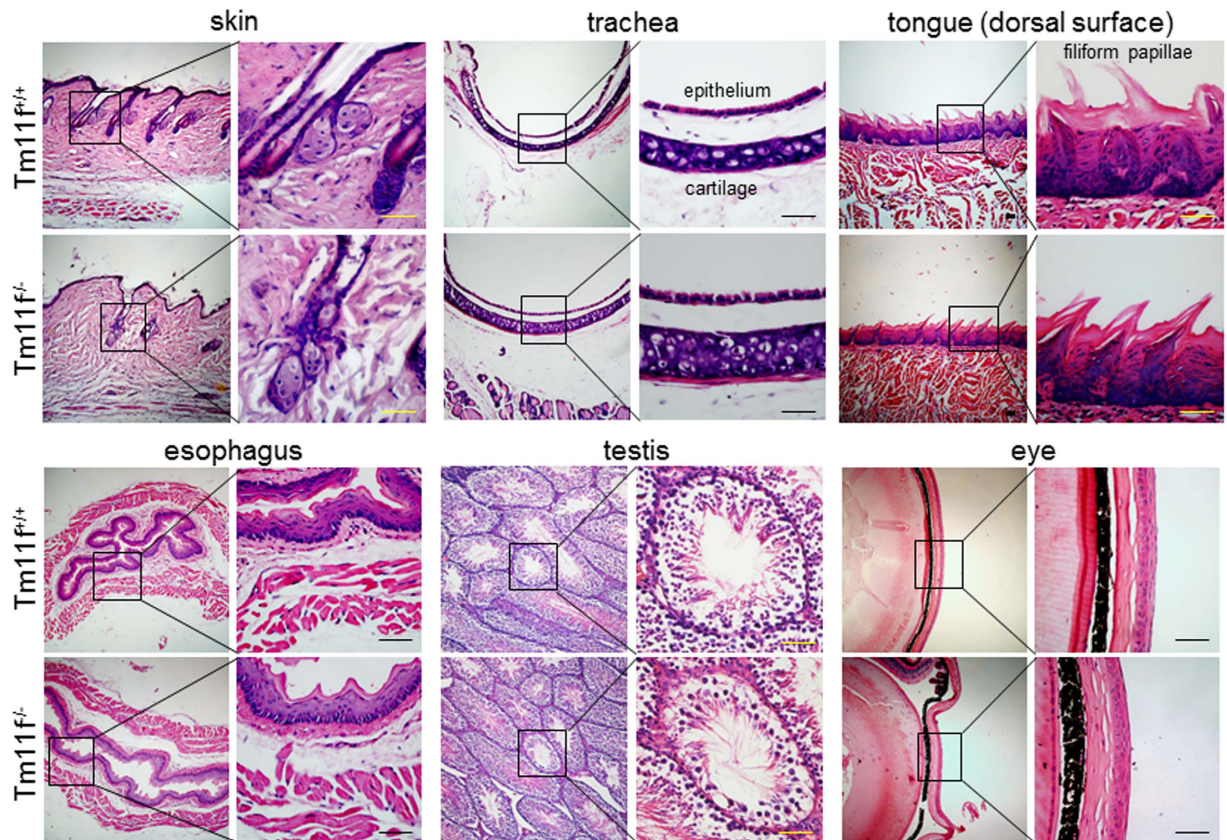 skin
trachea
tongue (dorsal surface)
Tm11f+/+
epithelium
cartilage
filiform papillae
Tm11f-/-
esophagus
testis
eye
Tm11f+/+
Tm11f-/-